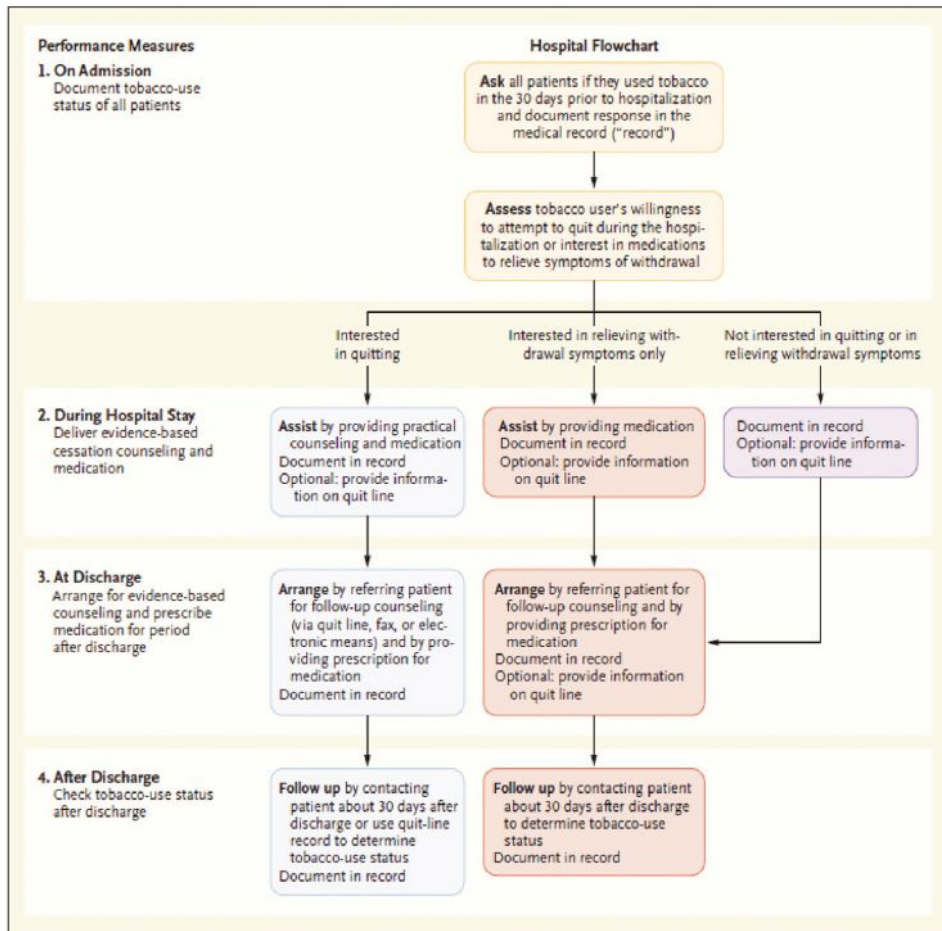 Performance Measures
Hospital Flowchart
1. On Admission
Document tobacco-use
status of all patients
Ask all patients if they used tobacco
in the 30 days prior to hospitalization
and document response in the
medical record (“record”)
Assess tobacco user's willingness
to attempt to quit during the hospi-
talization or interest in medications
to relieve symptoms of withdrawal
Interested
in quitting
Interested in relieving with-
drawal symptoms only
Not interested in quitting or in
relieving withdrawal symptoms
2. During Hospital Stay
Deliver evidence-based
cessation counseling and
medication
Assist by providing practical
counseling and medication
Document in record
Optional: provide informa-
tion on quit line
Assist by providing medication
Document in record
Optional: provide information
on quit line
Document in record
Optional: provide informa-
tion on quit line
3. At Discharge
Arrange for evidence-based
counseling and prescribe
medication for period
after discharge
Arrange by referring patient
for follow-up counseling
(via quit line, fax, or elec-
tronic means) and by pro-
viding prescription for
medication
Document in record
Arrange by referring patient for
follow-up counseling and by
providing prescription for
medication
Document in record
Optional: provide information
on quit line
4. After Discharge
Check tobacco-use status
after discharge
Follow up by contacting
patient about 30 days after
discharge or use quit-line
record to determine
tobacco-use status
Document in record
Follow up by contacting patient
about 30 days after discharge
to determine tobacco-use
status
Document in record